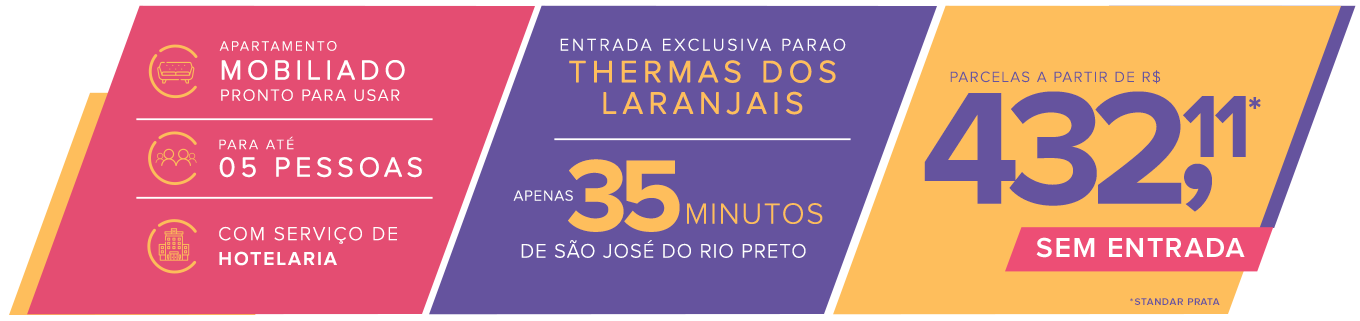 APARTAMENTO
MOBILIADO
PRONTO PARA USAR
PARA ATÉ
05 PESSOAS
COM SERVIÇO DE
HOTELARIA
ENTRADA EXCLUSIVA PARAO
THERMAS DOS
LARANJAIS
APENAS 35 MINUTOS
DE SÃO JOSÉ DO RIO PRETO
PARCELAS A PARTIR DE R$
432,11*
SEM ENTRADA
*STANDAR PRATA